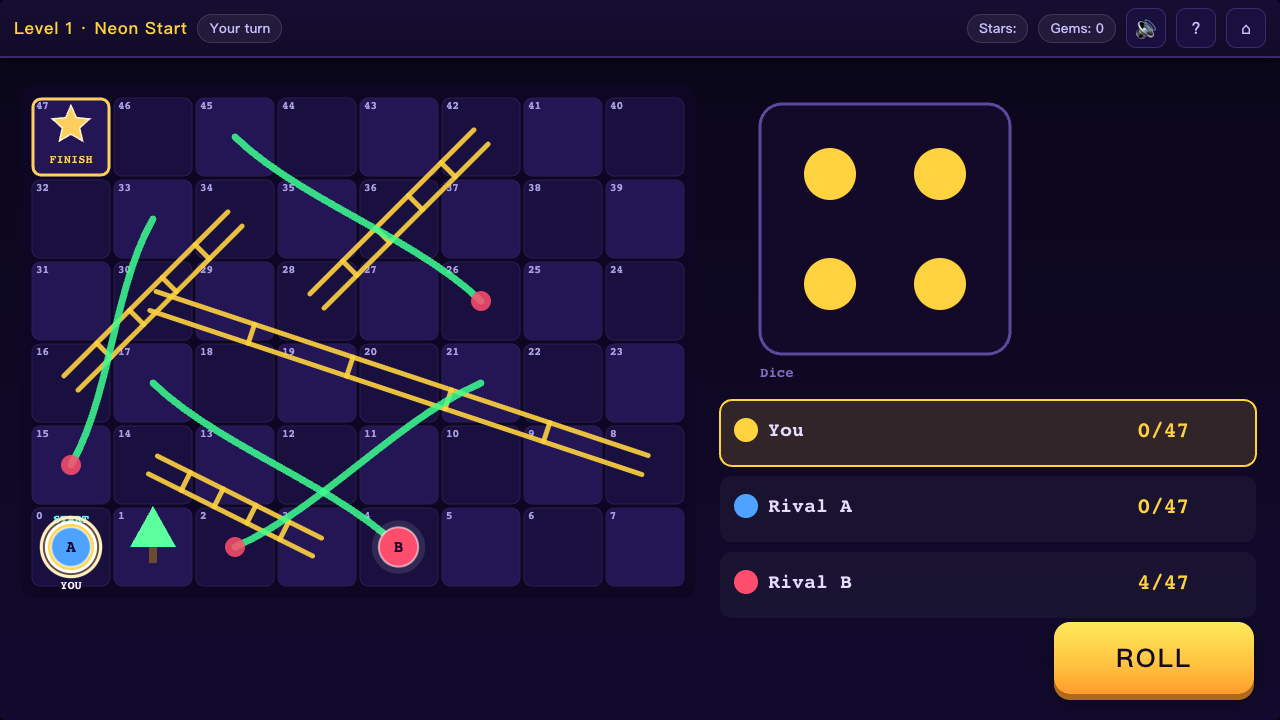 Level 1 · Neon Start
Your turn
Stars:
Gems: 0
?
47 46 45 44 43 42 41 40
FINISH
32 33 34 35 36 37 38 39
31 30 29 28 27 26 25 24
16 17 18 19 20 21 22 23
15 14 13 12 11 10 9 8
0 1 2 3 4 5 6 7
START
A
B
YOU
Dice
You 0/47
Rival A 0/47
Rival B 4/47
ROLL